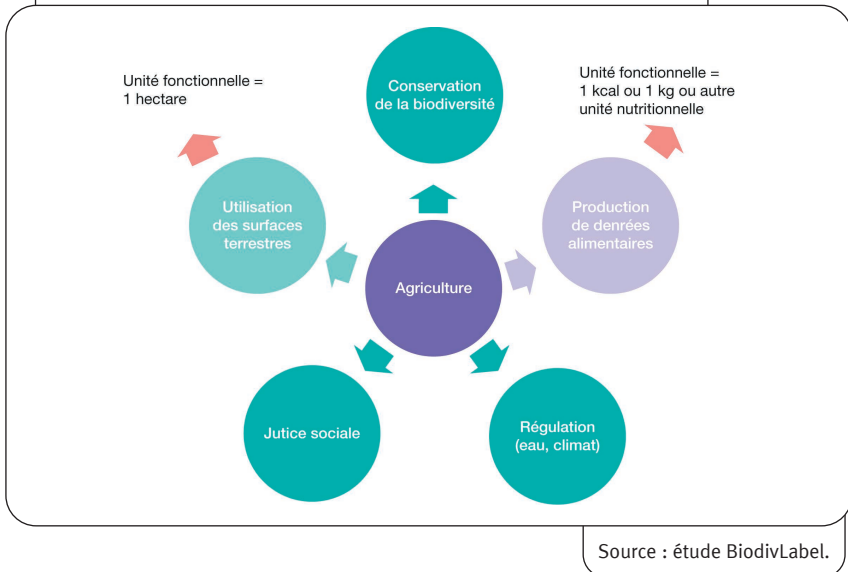 Conservation
de la biodiversité
Unité fonctionnelle =
1 hectare
Unité fonctionnelle =
1 kcal ou 1 kg ou autre
unité nutritionnelle
Utilisation
des surfaces
terrestres
Production
de denrées
alimentaires
Agriculture
Jutice sociale
Régulation
(eau, climat)
Source : étude BiodivLabel.